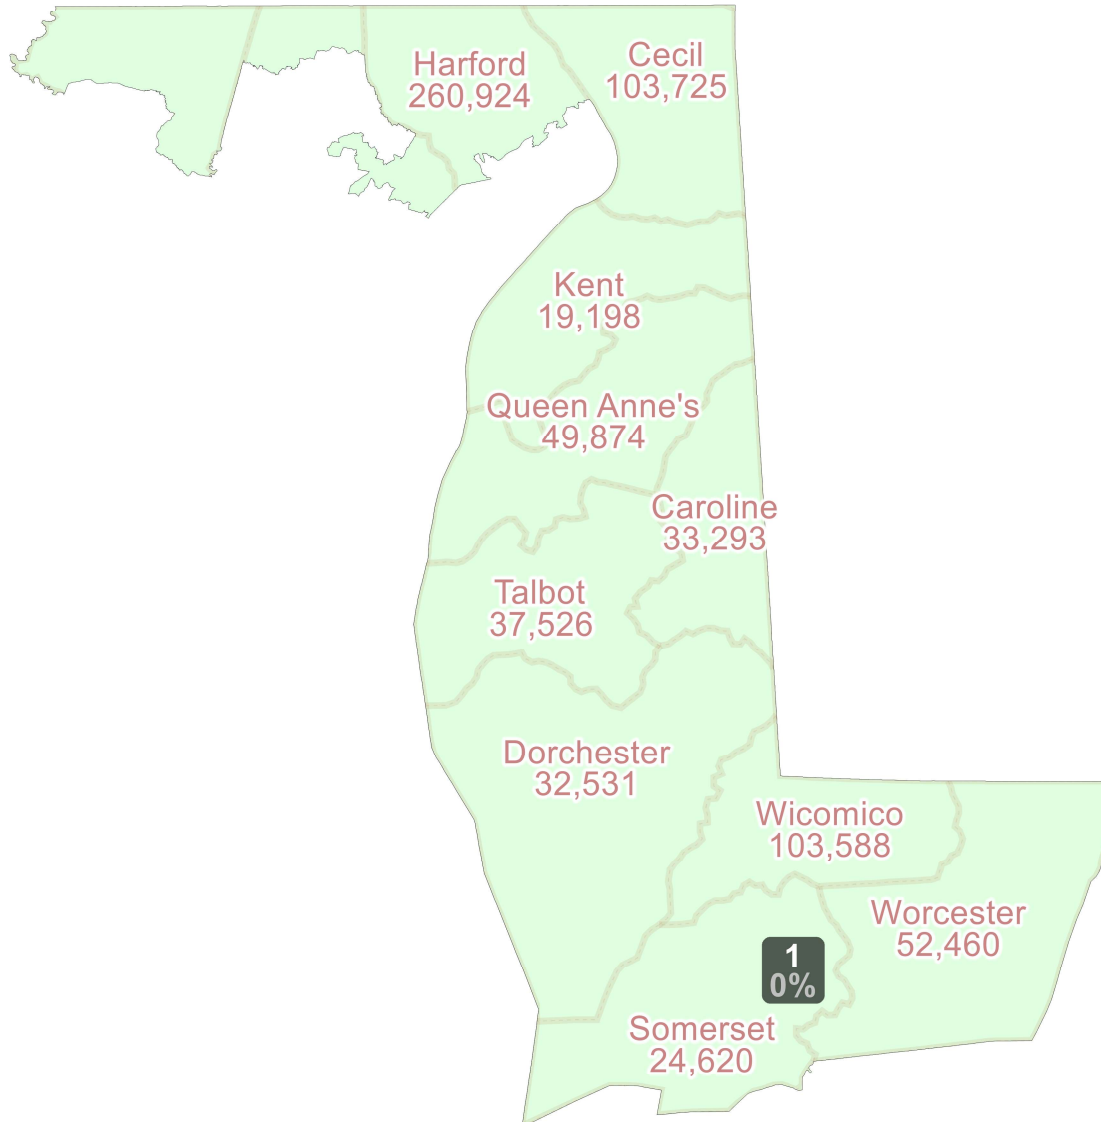 Harford
260,924
Cecil
103,725
Kent
19,198
Queen Anne's
49,874
Caroline
33,293
Talbot
37,526
Dorchester
32,531
Wicomico
103,588
Worcester
52,460
1
0%
Somerset
24,620